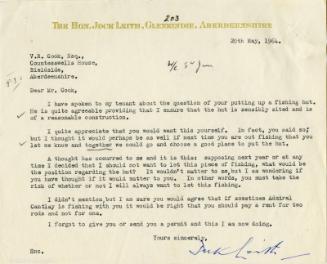 203
THE HON. JOCK LEITH, GLENKINDIE, ABERDEENSHIRE
20th May, 1964.
V.R. Gook, Esq.,
Countesswells House,
Bieldside,
Aberdeenshire.
Dear Mr. Gook,
I have spoken to my tenant about the question of your putting up a fishing hut.
He is quite agreeable providing that I ensure that the hut is sensibly sited and of
a reasonable construction.
I quite appreciate that you would want this yourself. In fact, you said so,
but I thought it would perhaps be as well if next time you are out fishing that you
let me know and together we could go and choose a good place to put the hut.
A thought has occurred to me and it is this: supposing next year or at any
time I decided that I should not want to let this piece of fishing, what would be
the position regarding the hut? It wouldn't matter to me, but I am wondering if
you have thought if it would matter to you. In other words, you must take the
risk of whether or not I will always want to let this fishing.
I didn't mention, but I am sure you would agree that if sometimes Admiral
Cantlay is fishing with you it would be right that you should pay a rent for two
rods and not for one.
I forgot to give you or send you a permit and this I am now doing.
Yours sincerely,
Jock Leith
Enc.